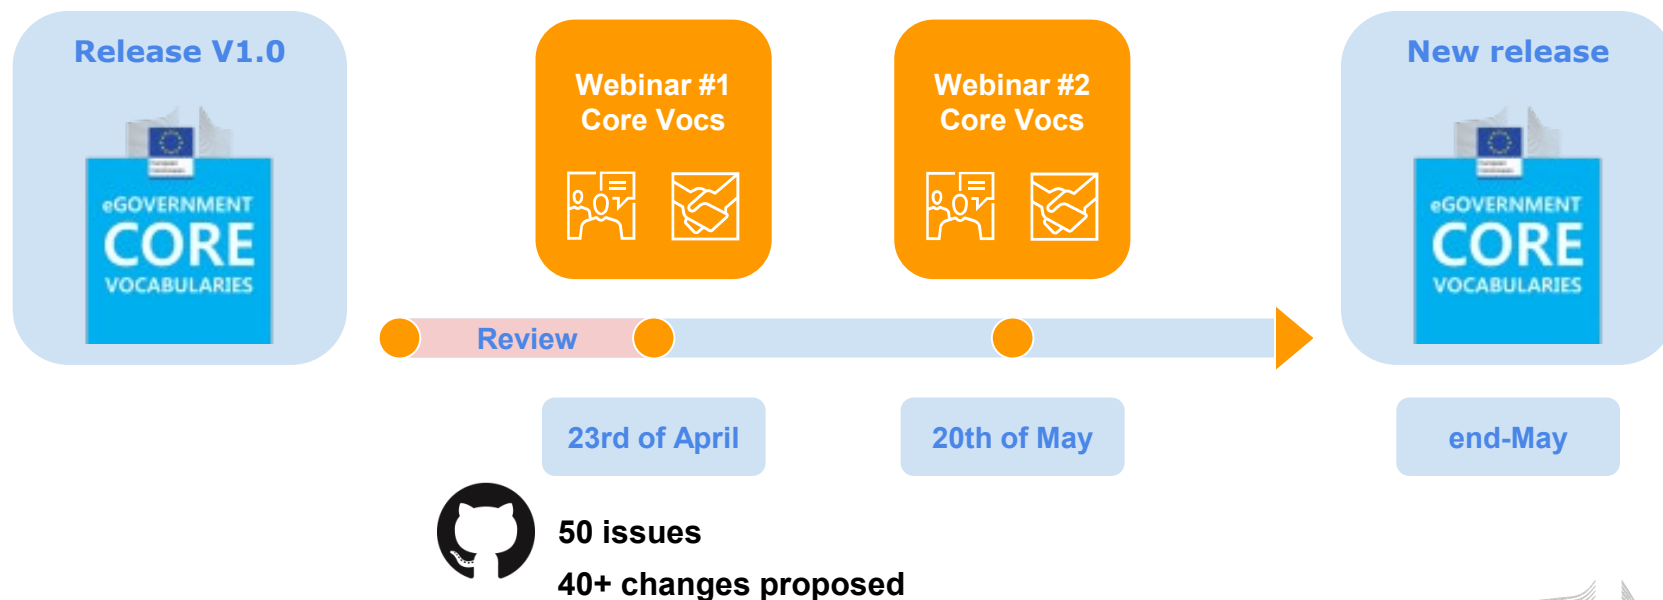 Release V1.0
eGOVERNMENT
CORE
VOCABULARIES
Webinar #1
Core Vocs
Webinar #2
Core Vocs
New release
eGOVERNMENT
CORE
VOCABULARIES
Review
23rd of April
20th of May
end-May
50 issues
40+ changes proposed